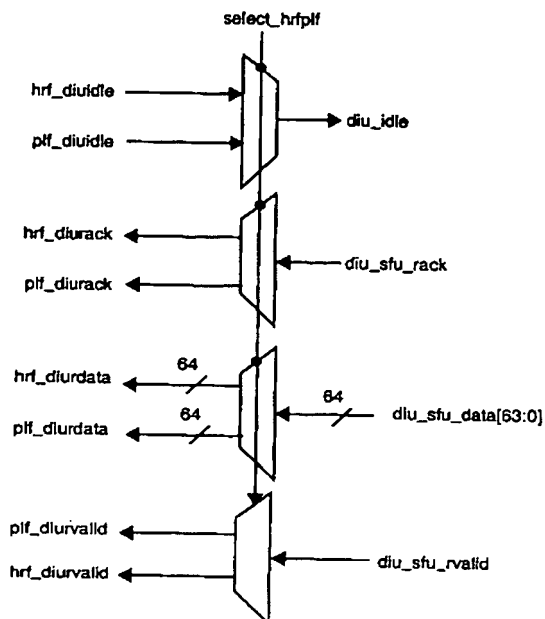 select_hrfplf
hrf_diuidle
plf_diuidle
diu_idle
hrf_diurack
plf_diurack
diu_sfu_rack
64
hrf_diurdata
64
plf_diurdata
64
diu_sfu_data[63:0]
plf_diurvalid
hrf_diurvalid
diu_sfu_rvalid